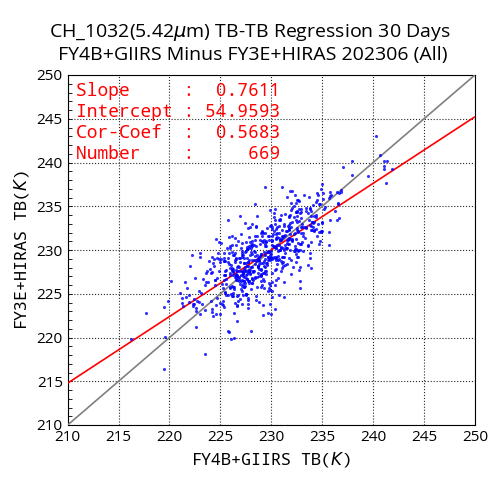 CH_1032(5.42μm) TB-TB Regression 30 Days
FY4B+GIIRS Minus FY3E+HIRAS 202306 (All)
Slope : 0.7611
Intercept : 54.9593
Cor-Coef : 0.5683
Number : 669
250
245
240
235
230
225
220
215
210
FY3E+HIRAS TB(K)
210 215 220 225 230 235 240 245 250
FY4B+GIIRS TB(K)